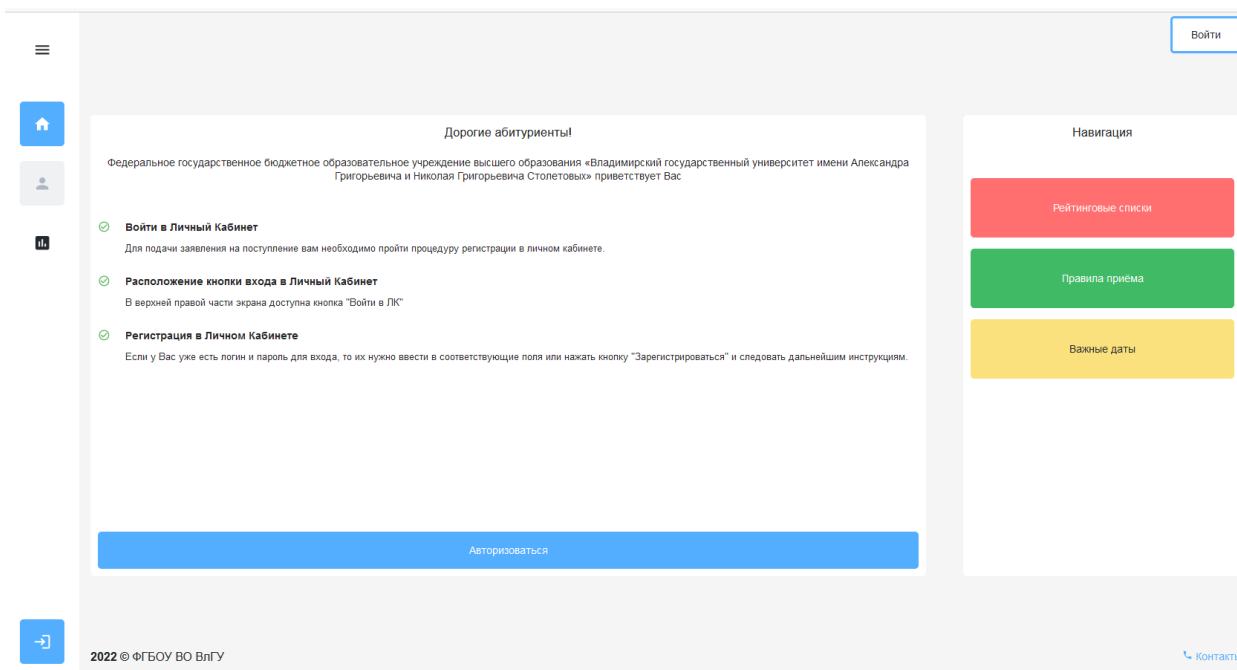 Войти
Дорогие абитуриенты!
Федеральное государственное бюджетное образовательное учреждение высшего образования «Владимирский государственный университет имени Александра
Григорьевича и Николая Григорьевича Столетовых» приветствует Вас
Войти в Личный Кабинет
Для подачи заявления на поступление вам необходимо пройти процедуру регистрации в личном кабинете.
Расположение кнопки входа в Личный Кабинет
В верхней правой части экрана доступна кнопка "Войти в ЛК"
Регистрация в Личном Кабинете
Если у Вас уже есть логин и пароль для входа, то их нужно ввести в соответствующие поля или нажать кнопку "Зарегистрироваться" и следовать дальнейшим инструкциям.
Авторизоваться
Навигация
Рейтинговые списки
Правила приёма
Важные даты
2022 © ФГБОУ ВО ВлГУ
Контакты